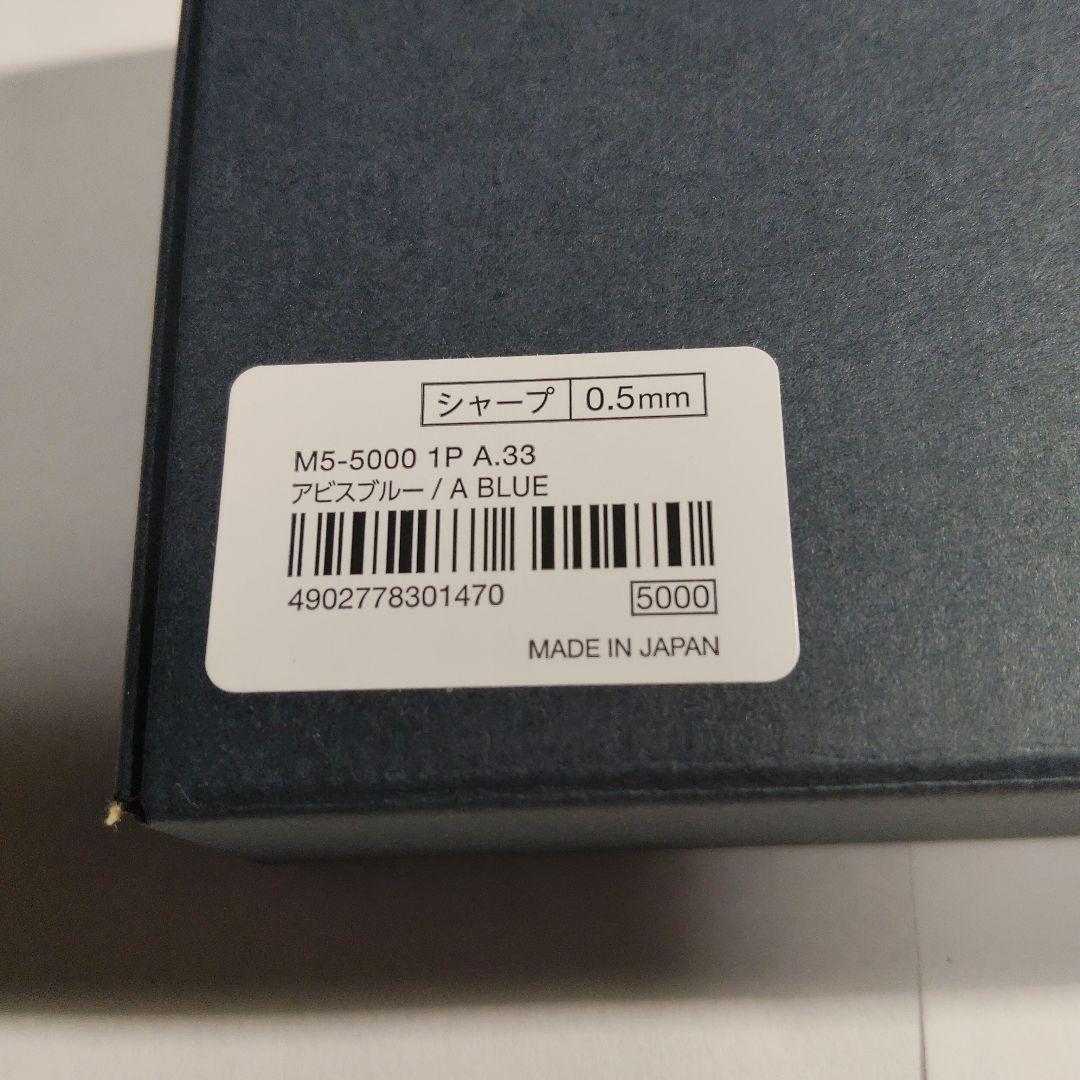 シャープ 0.5mm
M5-5000 1P A.33
アビスブルー / A BLUE
4902778301470 5000
MADE IN JAPAN